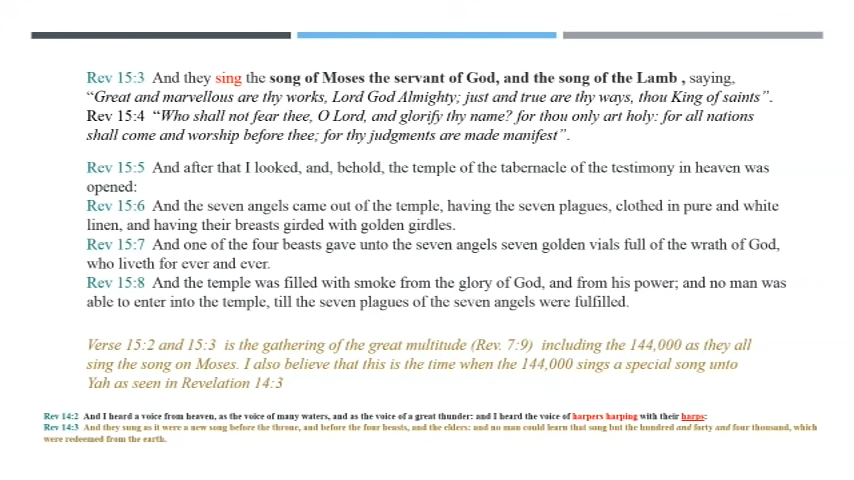 Rev 15:3 And they sing the song of Moses the servant of God, and the song of the Lamb , saying,
“Great and marvellous are thy works, Lord God Almighty; just and true are thy ways, thou King of saints”.
Rev 15:4 “Who shall not fear thee, O Lord, and glorify thy name? for thou only art holy: for all nations
shall come and worship before thee; for thy judgments are made manifest”.
Rev 15:5 And after that I looked, and, behold, the temple of the tabernacle of the testimony in heaven was
opened:
Rev 15:6 And the seven angels came out of the temple, having the seven plagues, clothed in pure and white
linen, and having their breasts girded with golden girdles.
Rev 15:7 And one of the four beasts gave unto the seven angels seven golden vials full of the wrath of God,
who liveth for ever and ever.
Rev 15:8 And the temple was filled with smoke from the glory of God, and from his power; and no man was
able to enter into the temple, till the seven plagues of the seven angels were fulfilled.
Verse 15:2 and 15:3 is the gathering of the great multitude (Rev. 7:9) including the 144,000 as they all
sing the song on Moses. I also believe that this is the time when the 144,000 sings a special song unto
Yah as seen in Revelation 14:3
Rev 14:2 And I heard a voice from heaven, as the voice of many waters, and as the voice of a great thunder: and I heard the voice of harpers harping with their harps:
Rev 14:3 And they sung as it were a new song before the throne, and before the four beasts, and the elders: and no man could learn that song but the hundred and forty and four thousand, which
were redeemed from the earth.